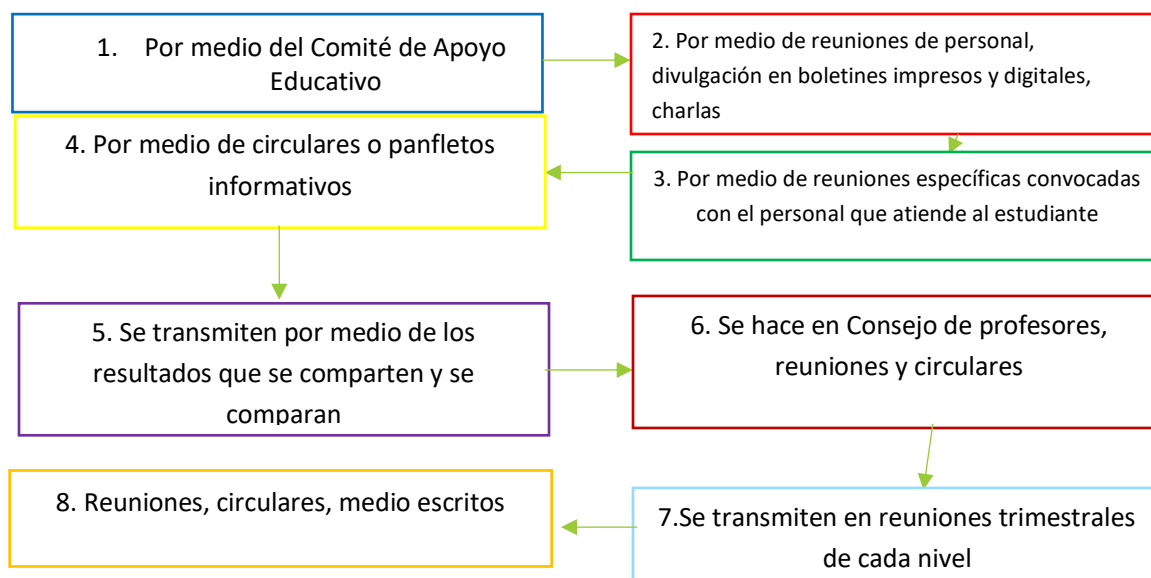 1. Por medio del Comité de Apoyo
Educativo
2. Por medio de reuniones de personal,
divulgación en boletines impresos y digitales,
charlas
3. Por medio de reuniones específicas convocadas
con el personal que atiende al estudiante
4. Por medio de circulares o panfletos
informativos
5. Se transmiten por medio de los
resultados que se comparten y se
comparan
6. Se hace en Consejo de profesores,
reuniones y circulares
7.Se transmiten en reuniones trimestrales
de cada nivel
8. Reuniones, circulares, medio escritos